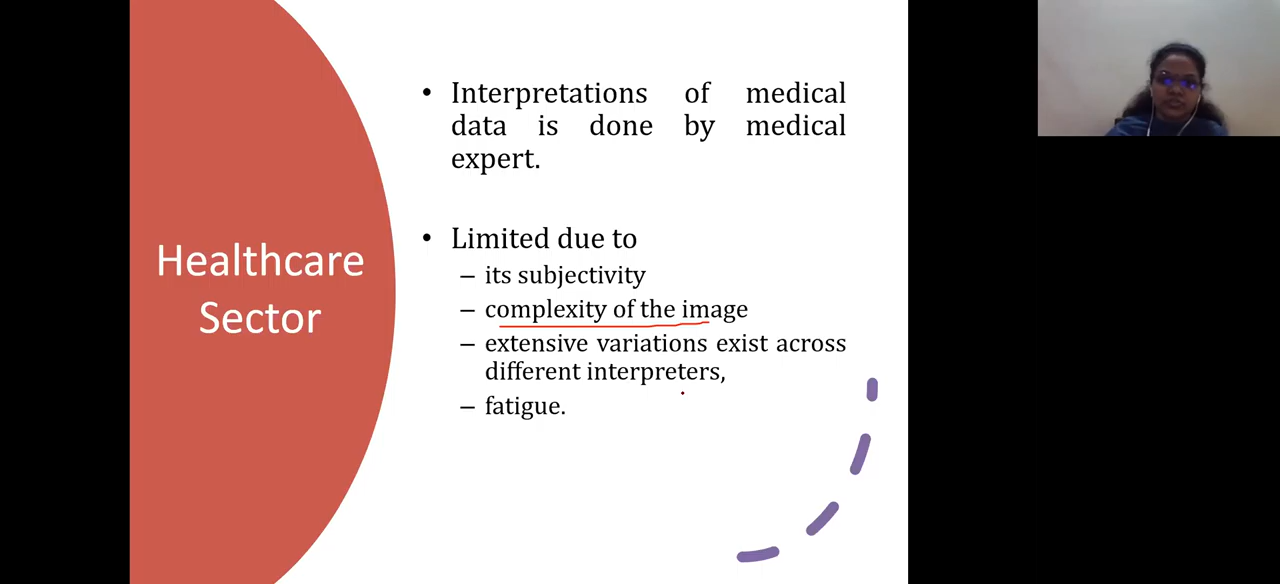 Healthcare
Sector
• Interpretations of medical
data is done by medical
expert.
• Limited due to
– its subjectivity
– complexity of the image
– extensive variations exist across
different interpreters,
– fatigue.